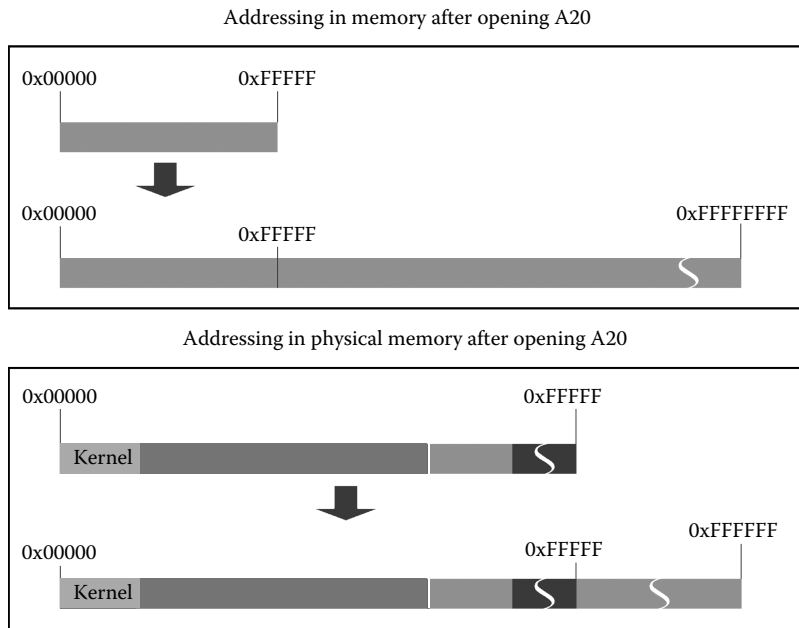 Addressing in memory after opening A20
0x00000 0xFFFFF
0x00000 0xFFFFFFFF
0xFFFFF
Addressing in physical memory after opening A20
0x00000 0xFFFFF
Kernel
0xFFFFFF
0x00000 0xFFFFF
Kernel